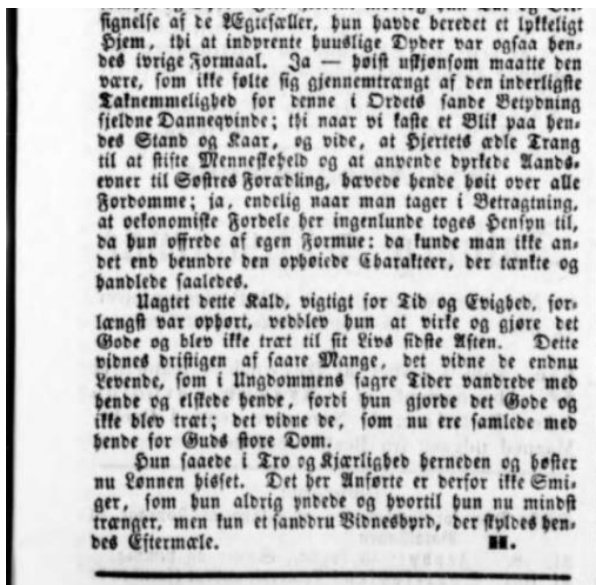 signelse af de Ægtefæller, hun havde beredet et lykkeligt
Hjem, thi at indprente huuslige Dyder var ogsaa hen-
des ivrige Formaal. Ja — høist uskjønsom maatte den
være, som ikke følte sig gjennemtrængt af den inderligste
Taknemmelighed for denne i Ordets sande Betydning
sjeldne Danneqvinde; thi naar vi kaste et Blik paa hen-
des Stand og Kaar, og vide, at Hjertets ædle Trang
til at stifte Menneskeheld og at anvende dyrkede Aands-
evner til Søstres Forædling, hævede hende høit over alle
Fordomme; ja, endelig naar man tager i Betragtning,
at oekonomiske Fordele her ingenlunde toges Hensyn til,
da hun offrede af egen Formue: da kunde man ikke an-
det end beundre den ophøiede Charakteer, der tænkte og
handlede saaledes.
Uagtet dette Kald, vigtigt for Tid og Evighed, for-
længst var ophørt, vedblev hun at virke og gjøre det
Gode og blev ikke træt til sit Livs sidste Aften. Dette
vidnes dristigen af saare Mange, det vidne de endnu
Levende, som i Ungdommens fagre Tider vandrede med
hende og elskede hende, fordi hun gjorde det Gode og
ikke blev træt; det vidne de, som nu ere samlede med
hende for Guds store Dom.
Hun saaede i Tro og Kjærlighed herneden og høster
nu Lønnen hisset. Det her Anførte er derfor ikke Smi-
ger, som hun aldrig yndede og hvortil hun nu mindst
trænger, men kun et sanddru Vidnesbyrd, der skyldes hen-
des Eftermæle.